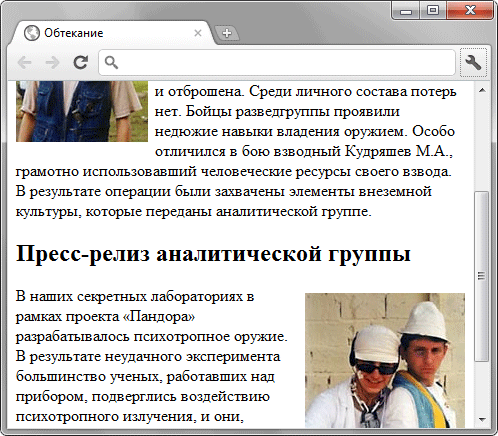 Обтекание
и отброшена. Среди личного состава потерь
нет. Бойцы разведгруппы проявили
недюжие навыки владения оружием. Особо
отличился в бою взводный Кудряшев М.А.,
грамотно использовавший человеческие ресурсы своего взвода.
В результате операции были захвачены элементы внеземной
культуры, которые переданы аналитической группе.
Пресс-релиз аналитической группы
В наших секретных лабораториях в
рамках проекта «Пандора»
разрабатывалось психотропное оружие.
В результате неудачного эксперимента
большинство ученых, работавших над
прибором, подверглись воздействию
психотропного излучения, и они,